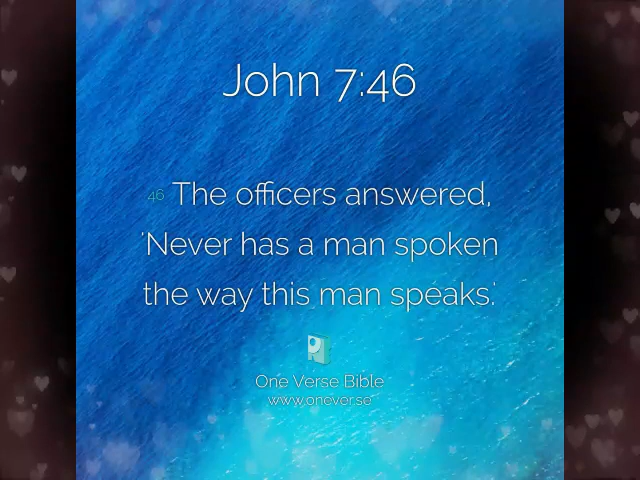 John 7:46
46 The officers answered,
'Never has a man spoken
the way this man speaks.'
One Verse Bible
www.onever.se